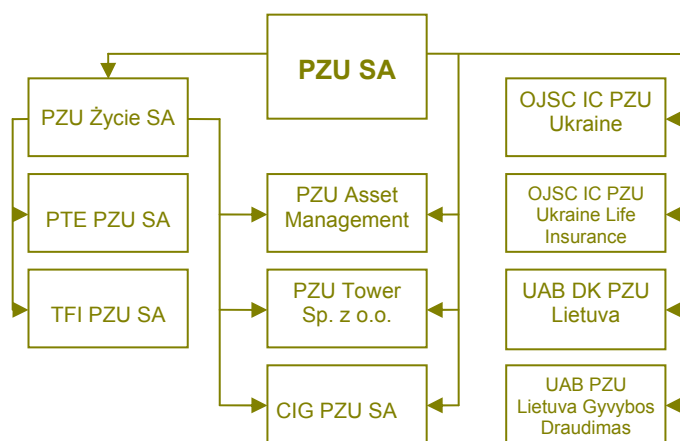 PZU SA
PZU Życie SA
OJSC IC PZU
Ukraine
PTE PZU SA
PZU Asset
Management
OJSC IC PZU
Ukraine Life
Insurance
TFI PZU SA
PZU Tower
Sp. z o.o.
UAB DK PZU
Lietuva
CIG PZU SA
UAB PZU
Lietuva Gyvybos
Draudimas